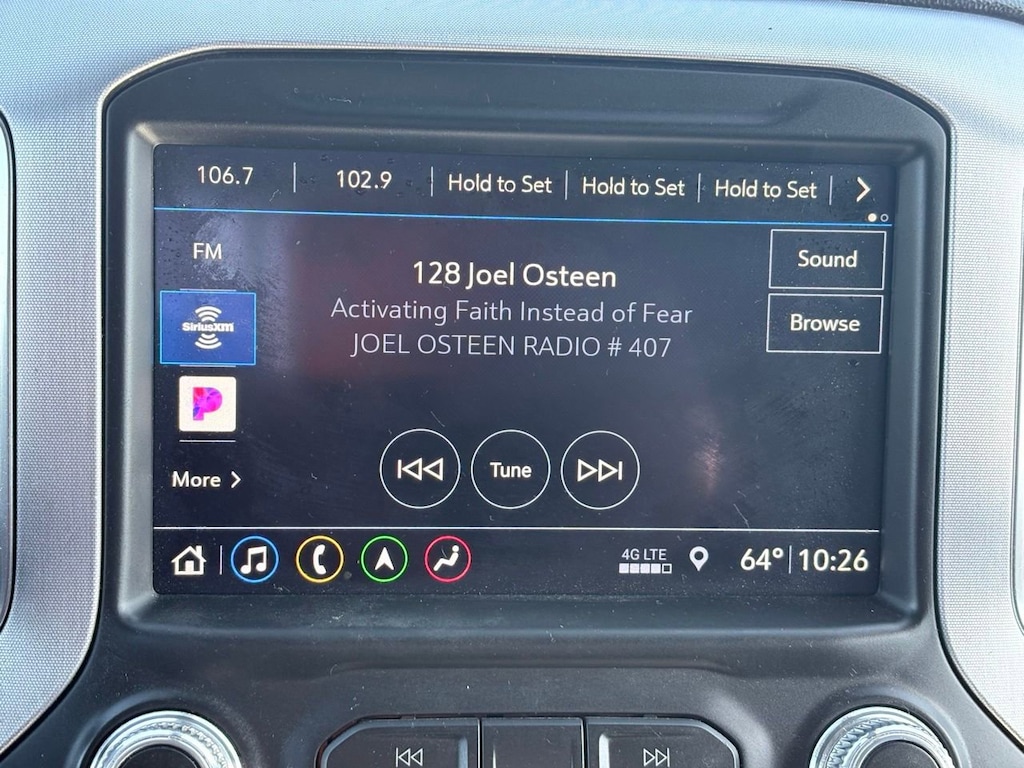 106.7 102.9 Hold to Set Hold to Set Hold to Set
FM
SiriusXM
More
128 Joel Osteen
Activating Faith Instead of Fear
JOEL OSTEEN RADIO # 407
Sound
Browse
Tune
4G LTE
64° 10:26